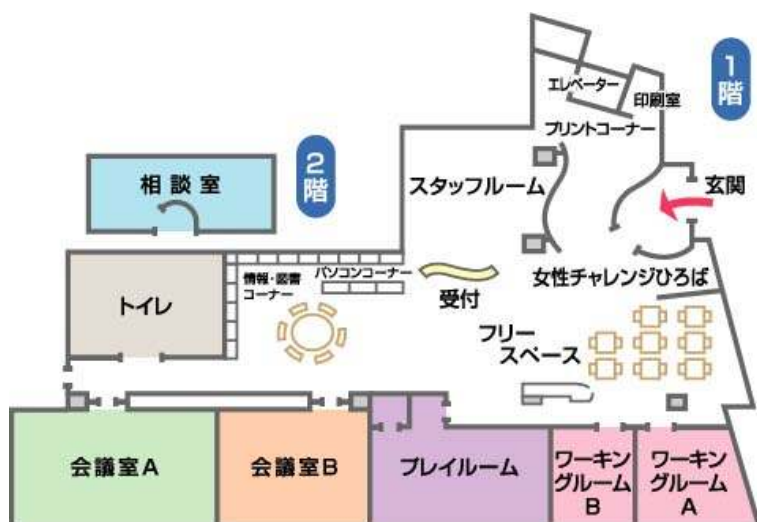 1階
エレベーター
印刷室
プリントコーナー
2階
相談室
スタッフルーム
玄関
情報・図書
コーナー
パソコンコーナー
受付
女性チャレンジひろば
トイレ
フリー
スペース
会議室A
会議室B
プレイルーム
ワーキン
グルーム
B
ワーキン
グルーム
A